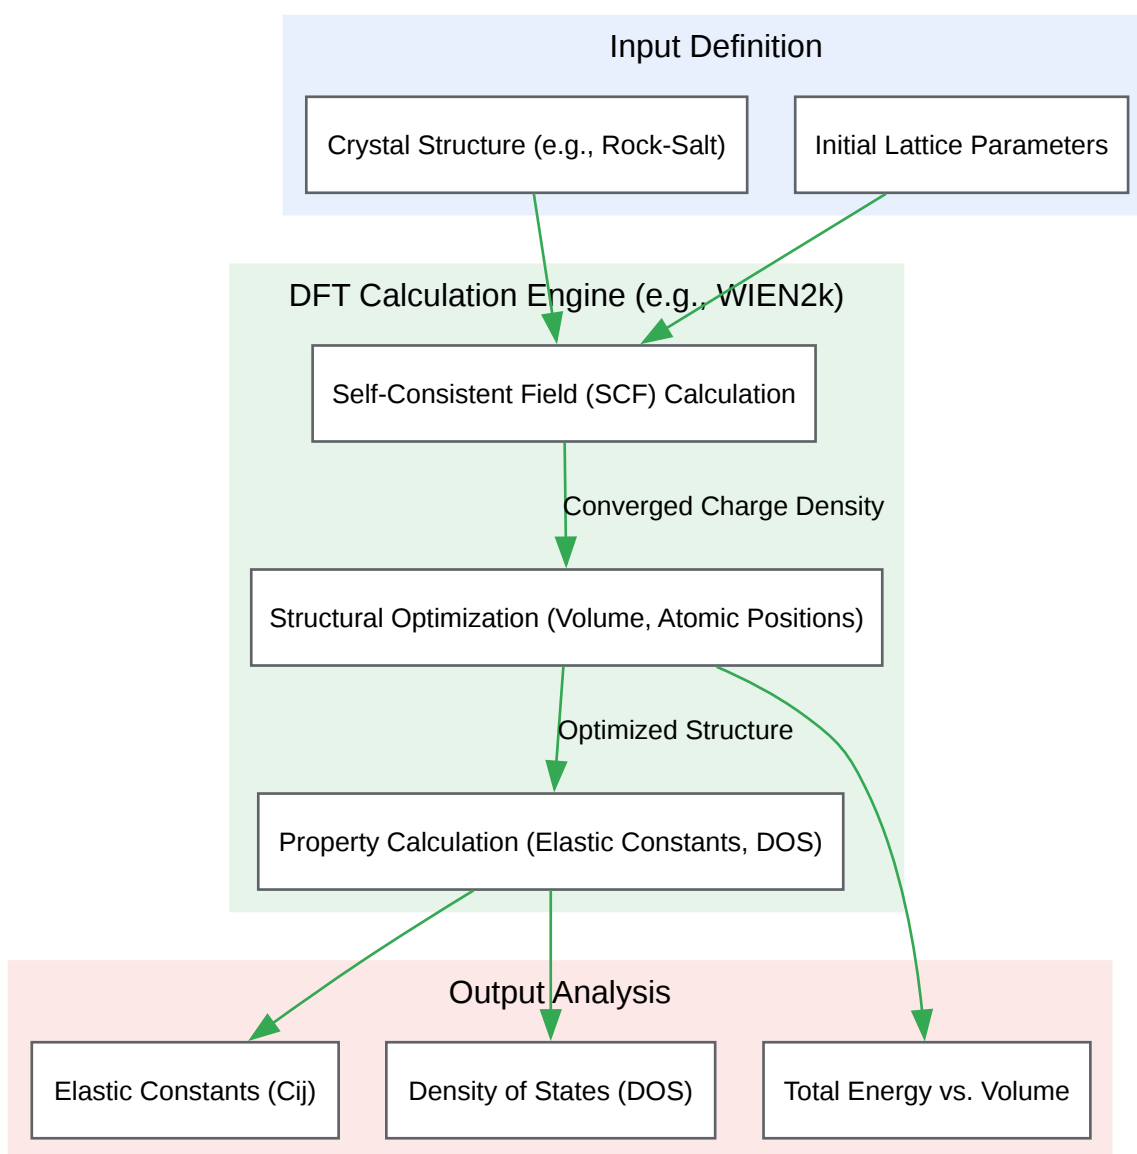 Input Definition
Crystal Structure (e.g., Rock-Salt)
Initial Lattice Parameters
DFT Calculation Engine (e.g., WIEN2k)
Self-Consistent Field (SCF) Calculation
Converged Charge Density
Structural Optimization (Volume, Atomic Positions)
Optimized Structure
Property Calculation (Elastic Constants, DOS)
Output Analysis
Elastic Constants (Cij)
Density of States (DOS)
Total Energy vs. Volume